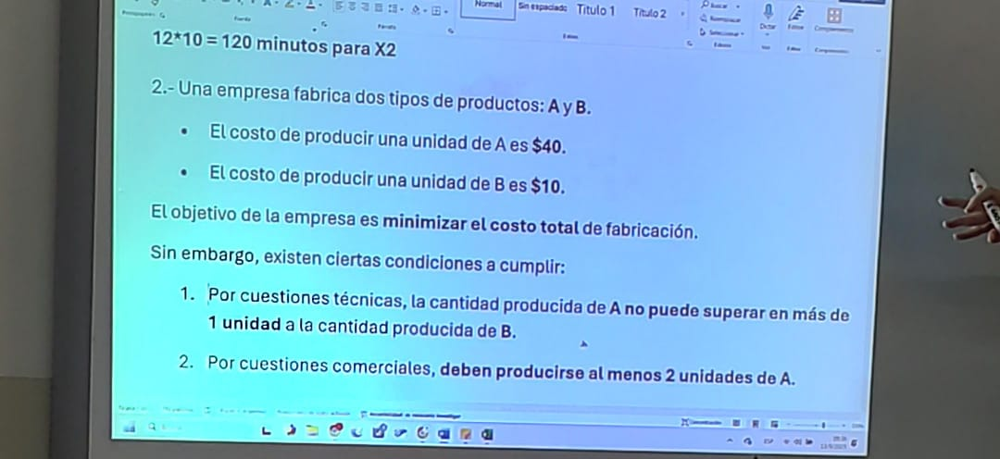 Normal
Sin espaciado
Título 1
Título 2
12*10 = 120 minutos para X2
2.- Una empresa fabrica dos tipos de productos: A y B.
• El costo de producir una unidad de A es $40.
• El costo de producir una unidad de B es $10.
El objetivo de la empresa es minimizar el costo total de fabricación.
Sin embargo, existen ciertas condiciones a cumplir:
1. Por cuestiones técnicas, la cantidad producida de A no puede superar en más de
1 unidad a la cantidad producida de B.
2. Por cuestiones comerciales, deben producirse al menos 2 unidades de A.